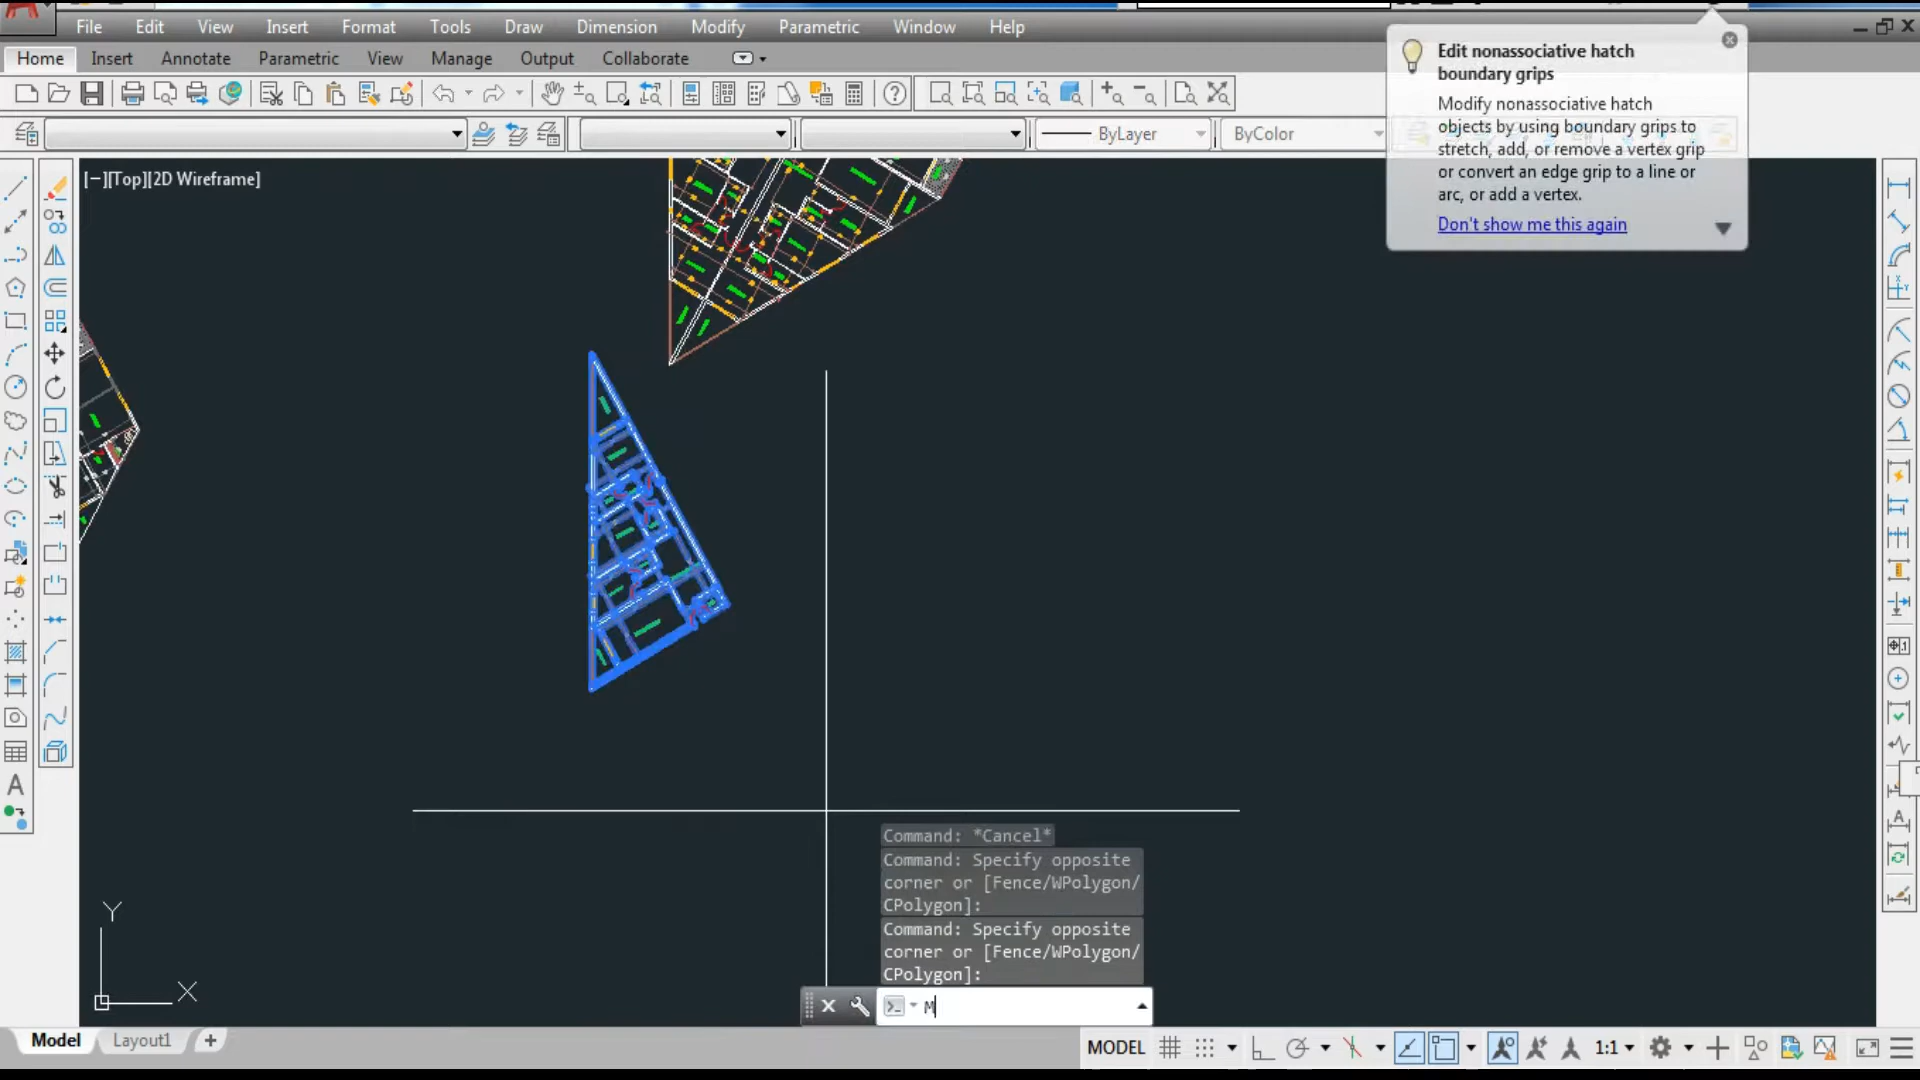 File Edit View Insert Format Tools Draw Dimension Modify Parametric Window Help
Home Insert Annotate Parametric View Manage Output Collaborate
ByLayer ByColor
Edit nonassociative hatch
boundary grips
Modify nonassociative hatch
objects by using boundary grips to
stretch, add, or remove a vertex grip
or convert an edge grip to a line or
arc, or add a vertex.
Don't show me this again
[−][Top][2D Wireframe]
Command: *Cancel*
Command: Specify opposite
corner or [Fence/WPolygon/
CPolygon]:
Command: Specify opposite
corner or [Fence/WPolygon/
CPolygon]:
M
Y
X
Model Layout1
MODEL 1:1